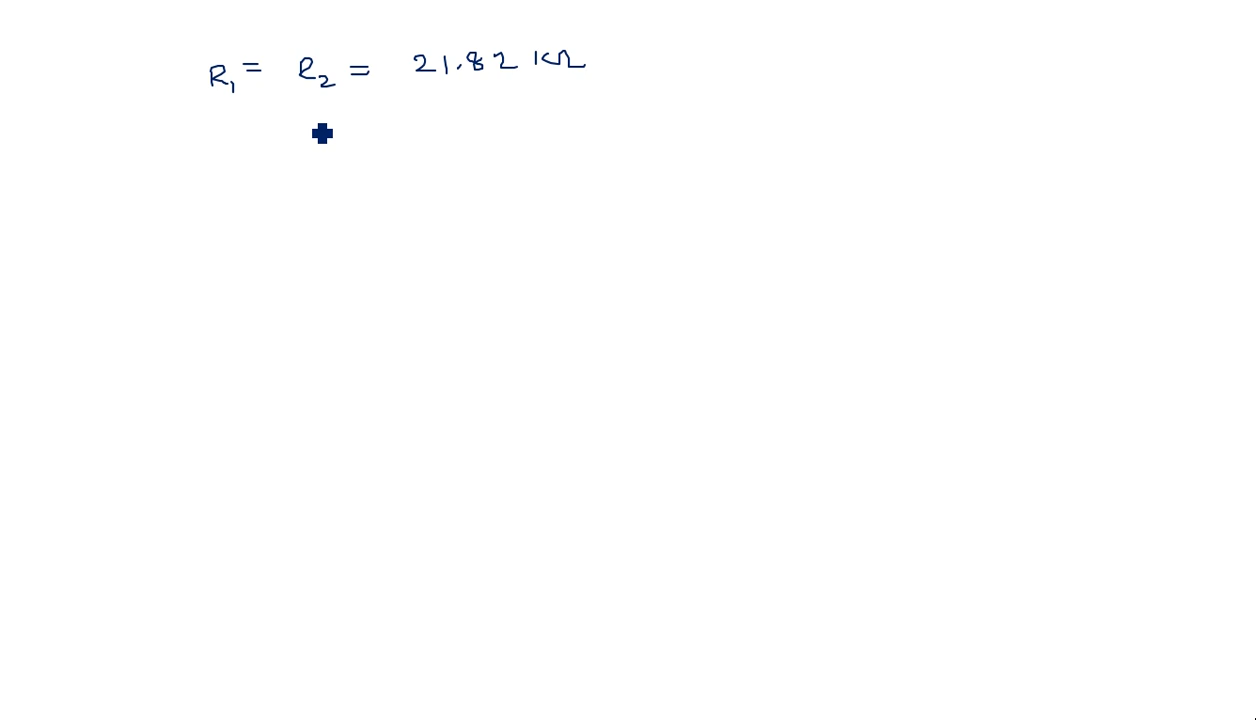 R₁ = R₂ = 21.82 KΩ